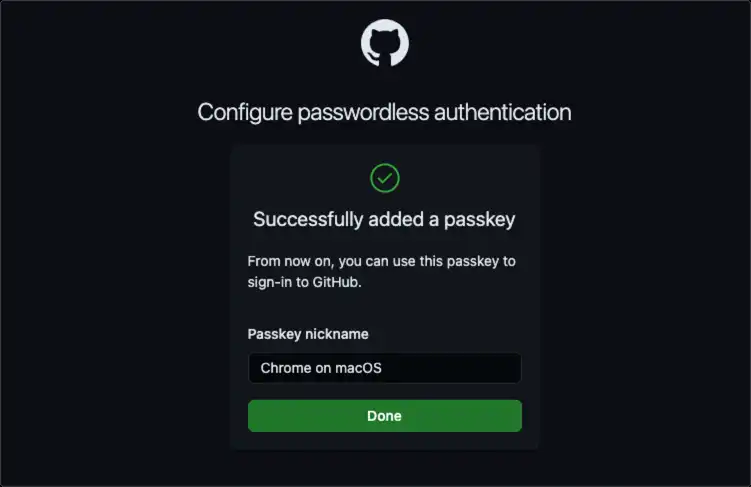 Configure passwordless authentication
Successfully added a passkey
From now on, you can use this passkey to
sign-in to GitHub.
Passkey nickname
Chrome on macOS
Done